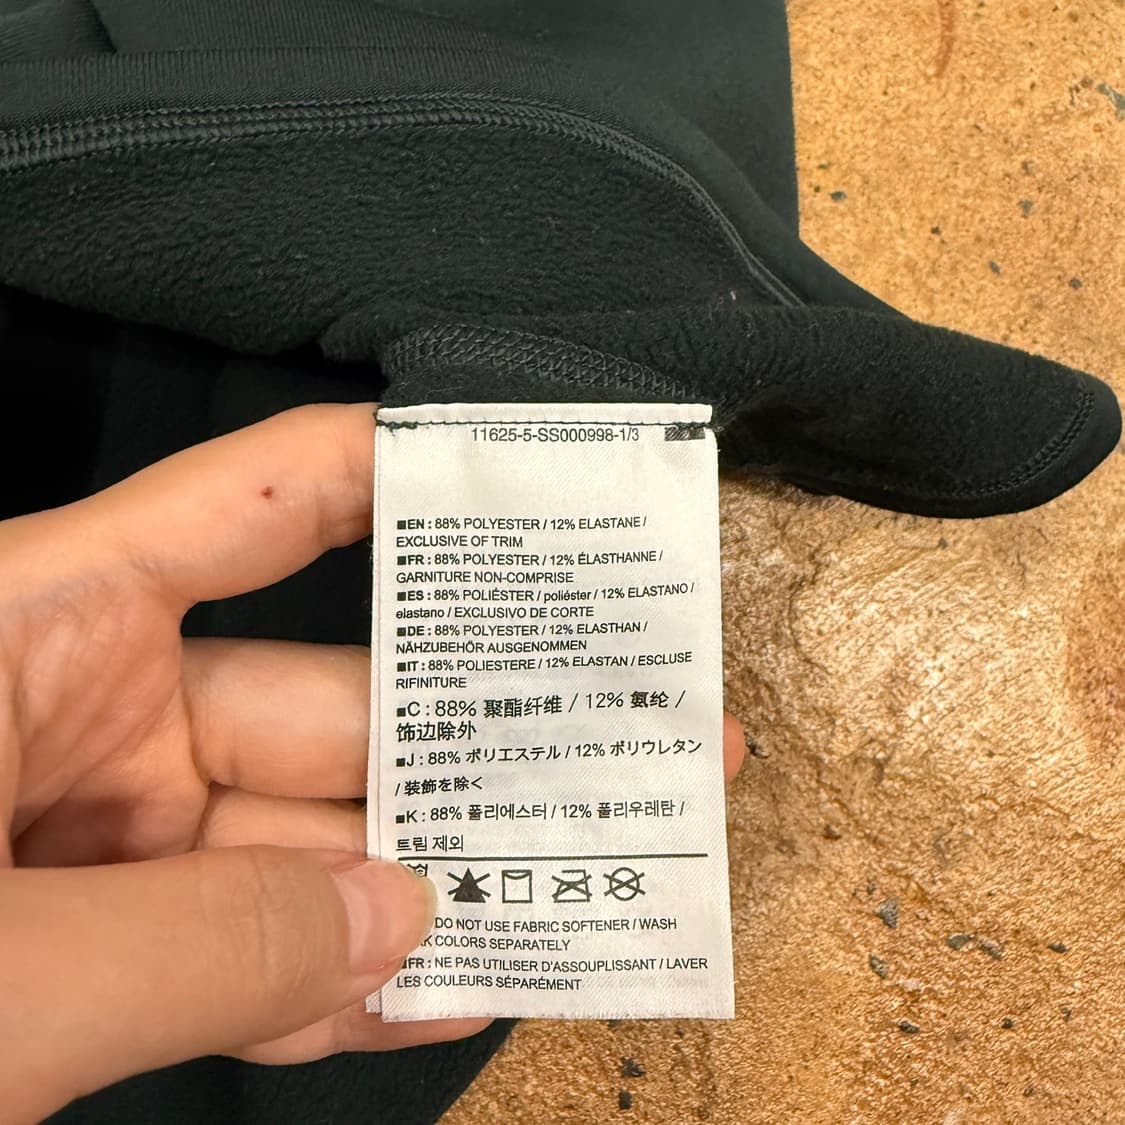 11625-5-SS000998-1/3
■EN : 88% POLYESTER / 12% ELASTANE /
EXCLUSIVE OF TRIM
■FR : 88% POLYESTER / 12% ÉLASTHANNE /
GARNITURE NON-COMPRISE
■ES : 88% POLIÉSTER / poliéster / 12% ELASTANO /
elastano / EXCLUSIVO DE CORTE
■DE : 88% POLYESTER / 12% ELASTHAN /
NÄHZUBEHÖR AUSGENOMMEN
■IT : 88% POLIESTERE / 12% ELASTAN / ESCLUSE
RIFINITURE
■C : 88% 聚酯纤维 / 12% 氨纶 /
饰边除外
■J : 88% ポリエステル / 12% ポリウレタン
/ 装飾を除く
■K : 88% 폴리에스터 / 12% 폴리우레탄 /
트림 제외
DO NOT USE FABRIC SOFTENER / WASH
COLORS SEPARATELY
■FR : NE PAS UTILISER D'ASSOUPLISSANT / LAVER
LES COULEURS SÉPARÉMENT